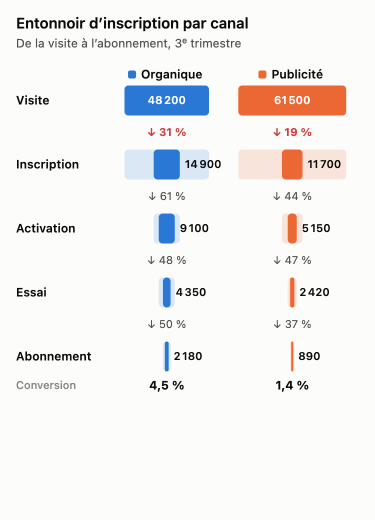 Entonnoir d’inscription par canal
De la visite à l’abonnement, 3ᵉ trimestre
Organique Publicité
Visite 48 200 61 500
↓ 31 % ↓ 19 %
Inscription 14 900 11 700
↓ 61 % ↓ 44 %
Activation 9 100 5 150
↓ 48 % ↓ 47 %
Essai 4 350 2 420
↓ 50 % ↓ 37 %
Abonnement 2 180 890
Conversion 4,5 % 1,4 %